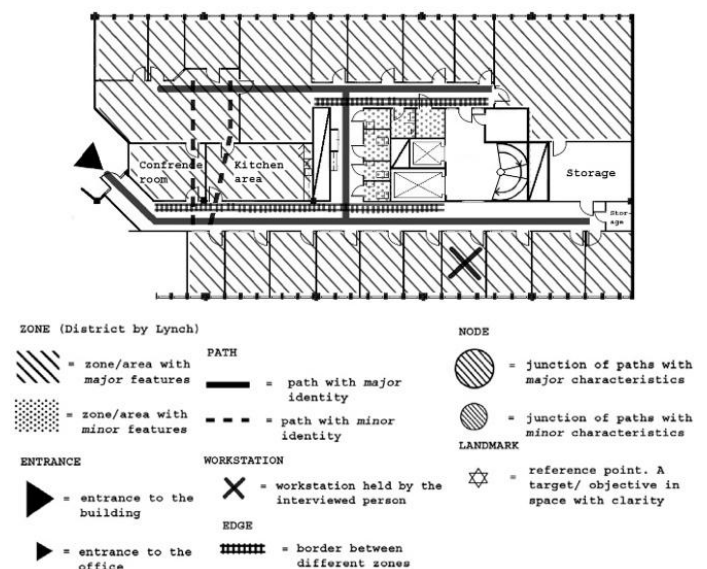 Confrence
room
Kitchen
area
Storage
Stor-
age
ZONE (District by Lynch)
= zone/area with
major features
= zone/area with
minor features
ENTRANCE
= entrance to the
building
= entrance to the
office
PATH
= path with major
identity
= path with minor
identity
WORKSTATION
= workstation held by the
interviewed person
EDGE
= border between
different zones
NODE
= junction of paths with
major characteristics
= junction of paths with
minor characteristics
LANDMARK
= reference point. A
target/ objective in
space with clarity